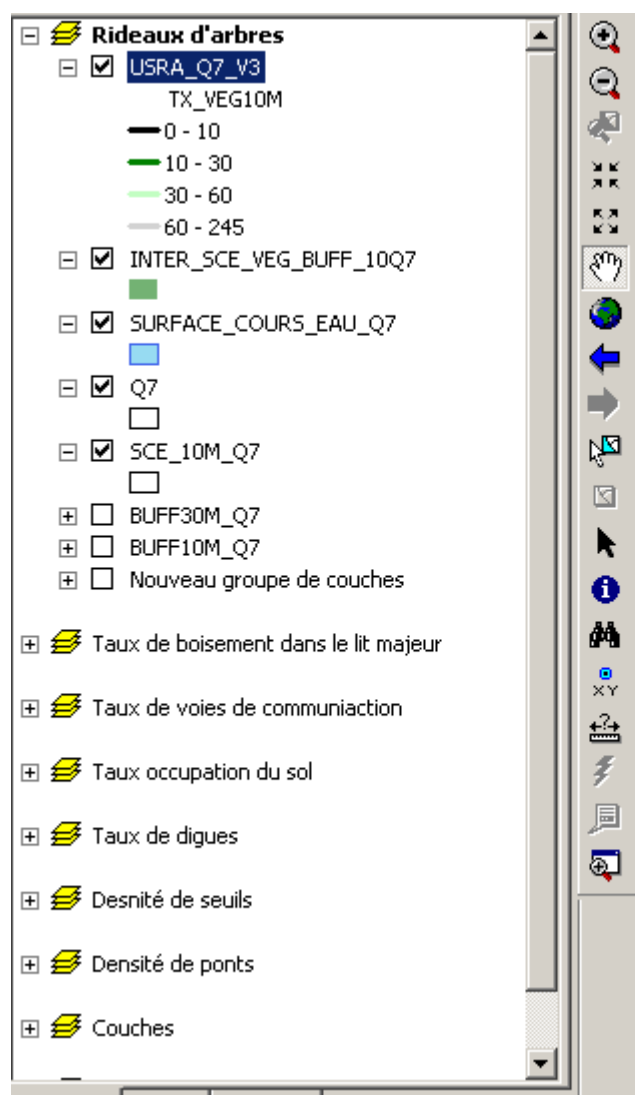 Rideaux d'arbres
USRA_Q7_V3
TX_VEG10M
0 - 10
10 - 30
30 - 60
60 - 245
INTER_SCE_VEG_BUFF_10Q7
SURFACE_COURS_EAU_Q7
Q7
SCE_10M_Q7
BUFF30M_Q7
BUFF10M_Q7
Nouveau groupe de couches
Taux de boisement dans le lit majeur
Taux de voies de communiaction
Taux occupation du sol
Taux de digues
Desnité de seuils
Densité de ponts
Couches
XY